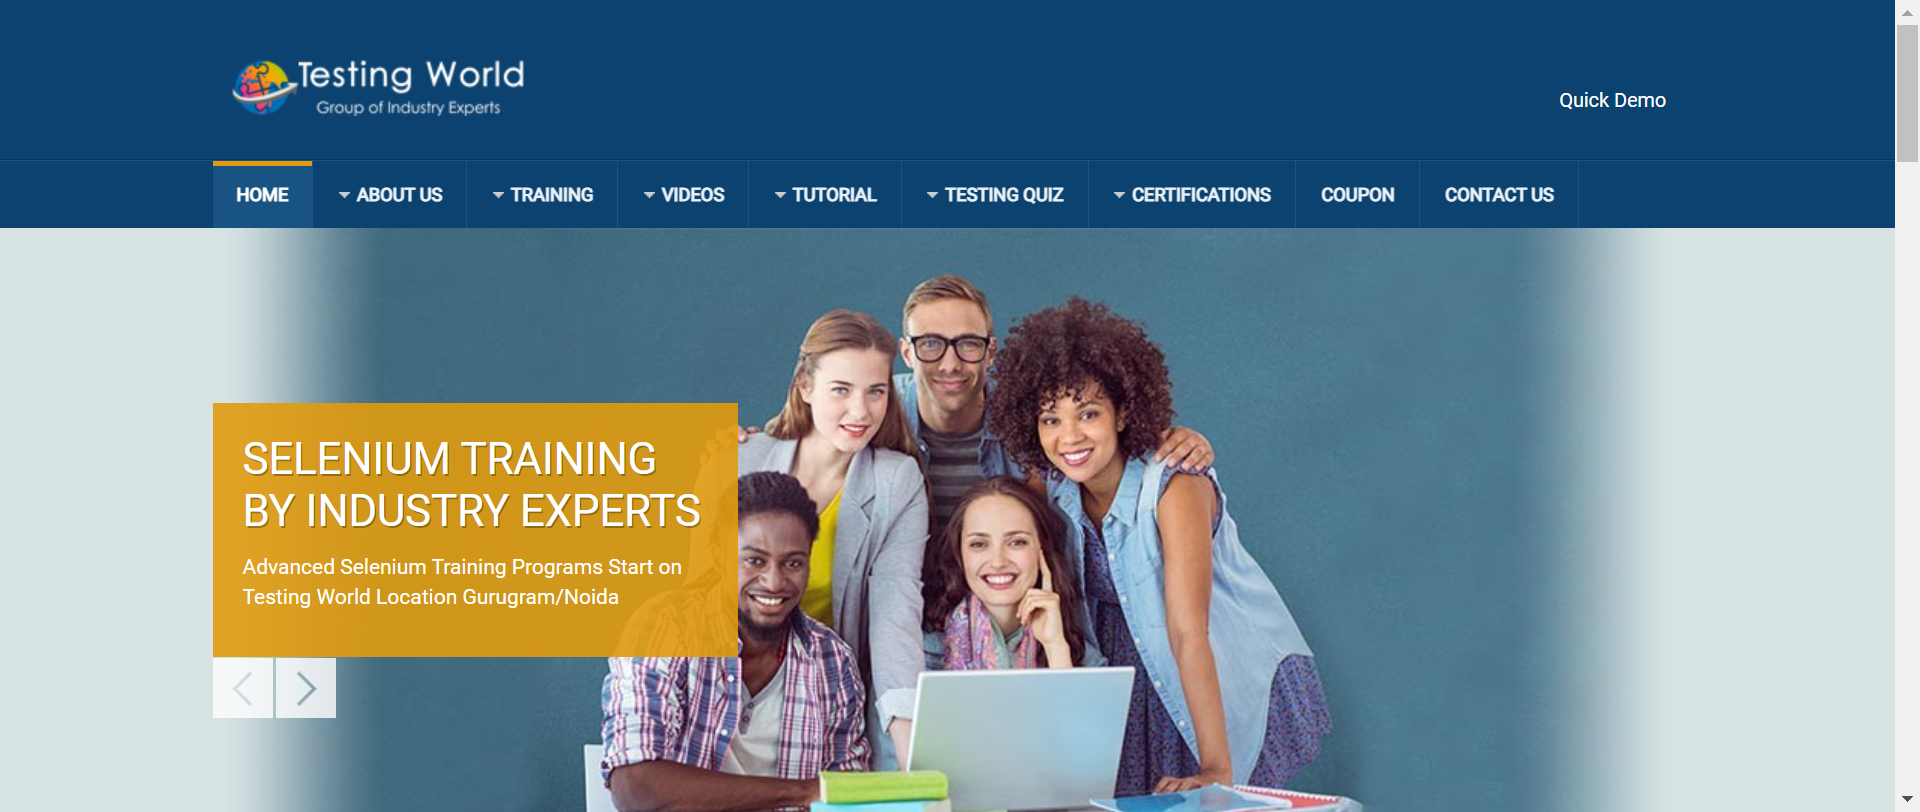 Testing World
Group of Industry Experts
Quick Demo
HOME ABOUT US TRAINING VIDEOS TUTORIAL TESTING QUIZ CERTIFICATIONS COUPON CONTACT US
SELENIUM TRAINING
BY INDUSTRY EXPERTS
Advanced Selenium Training Programs Start on
Testing World Location Gurugram/Noida